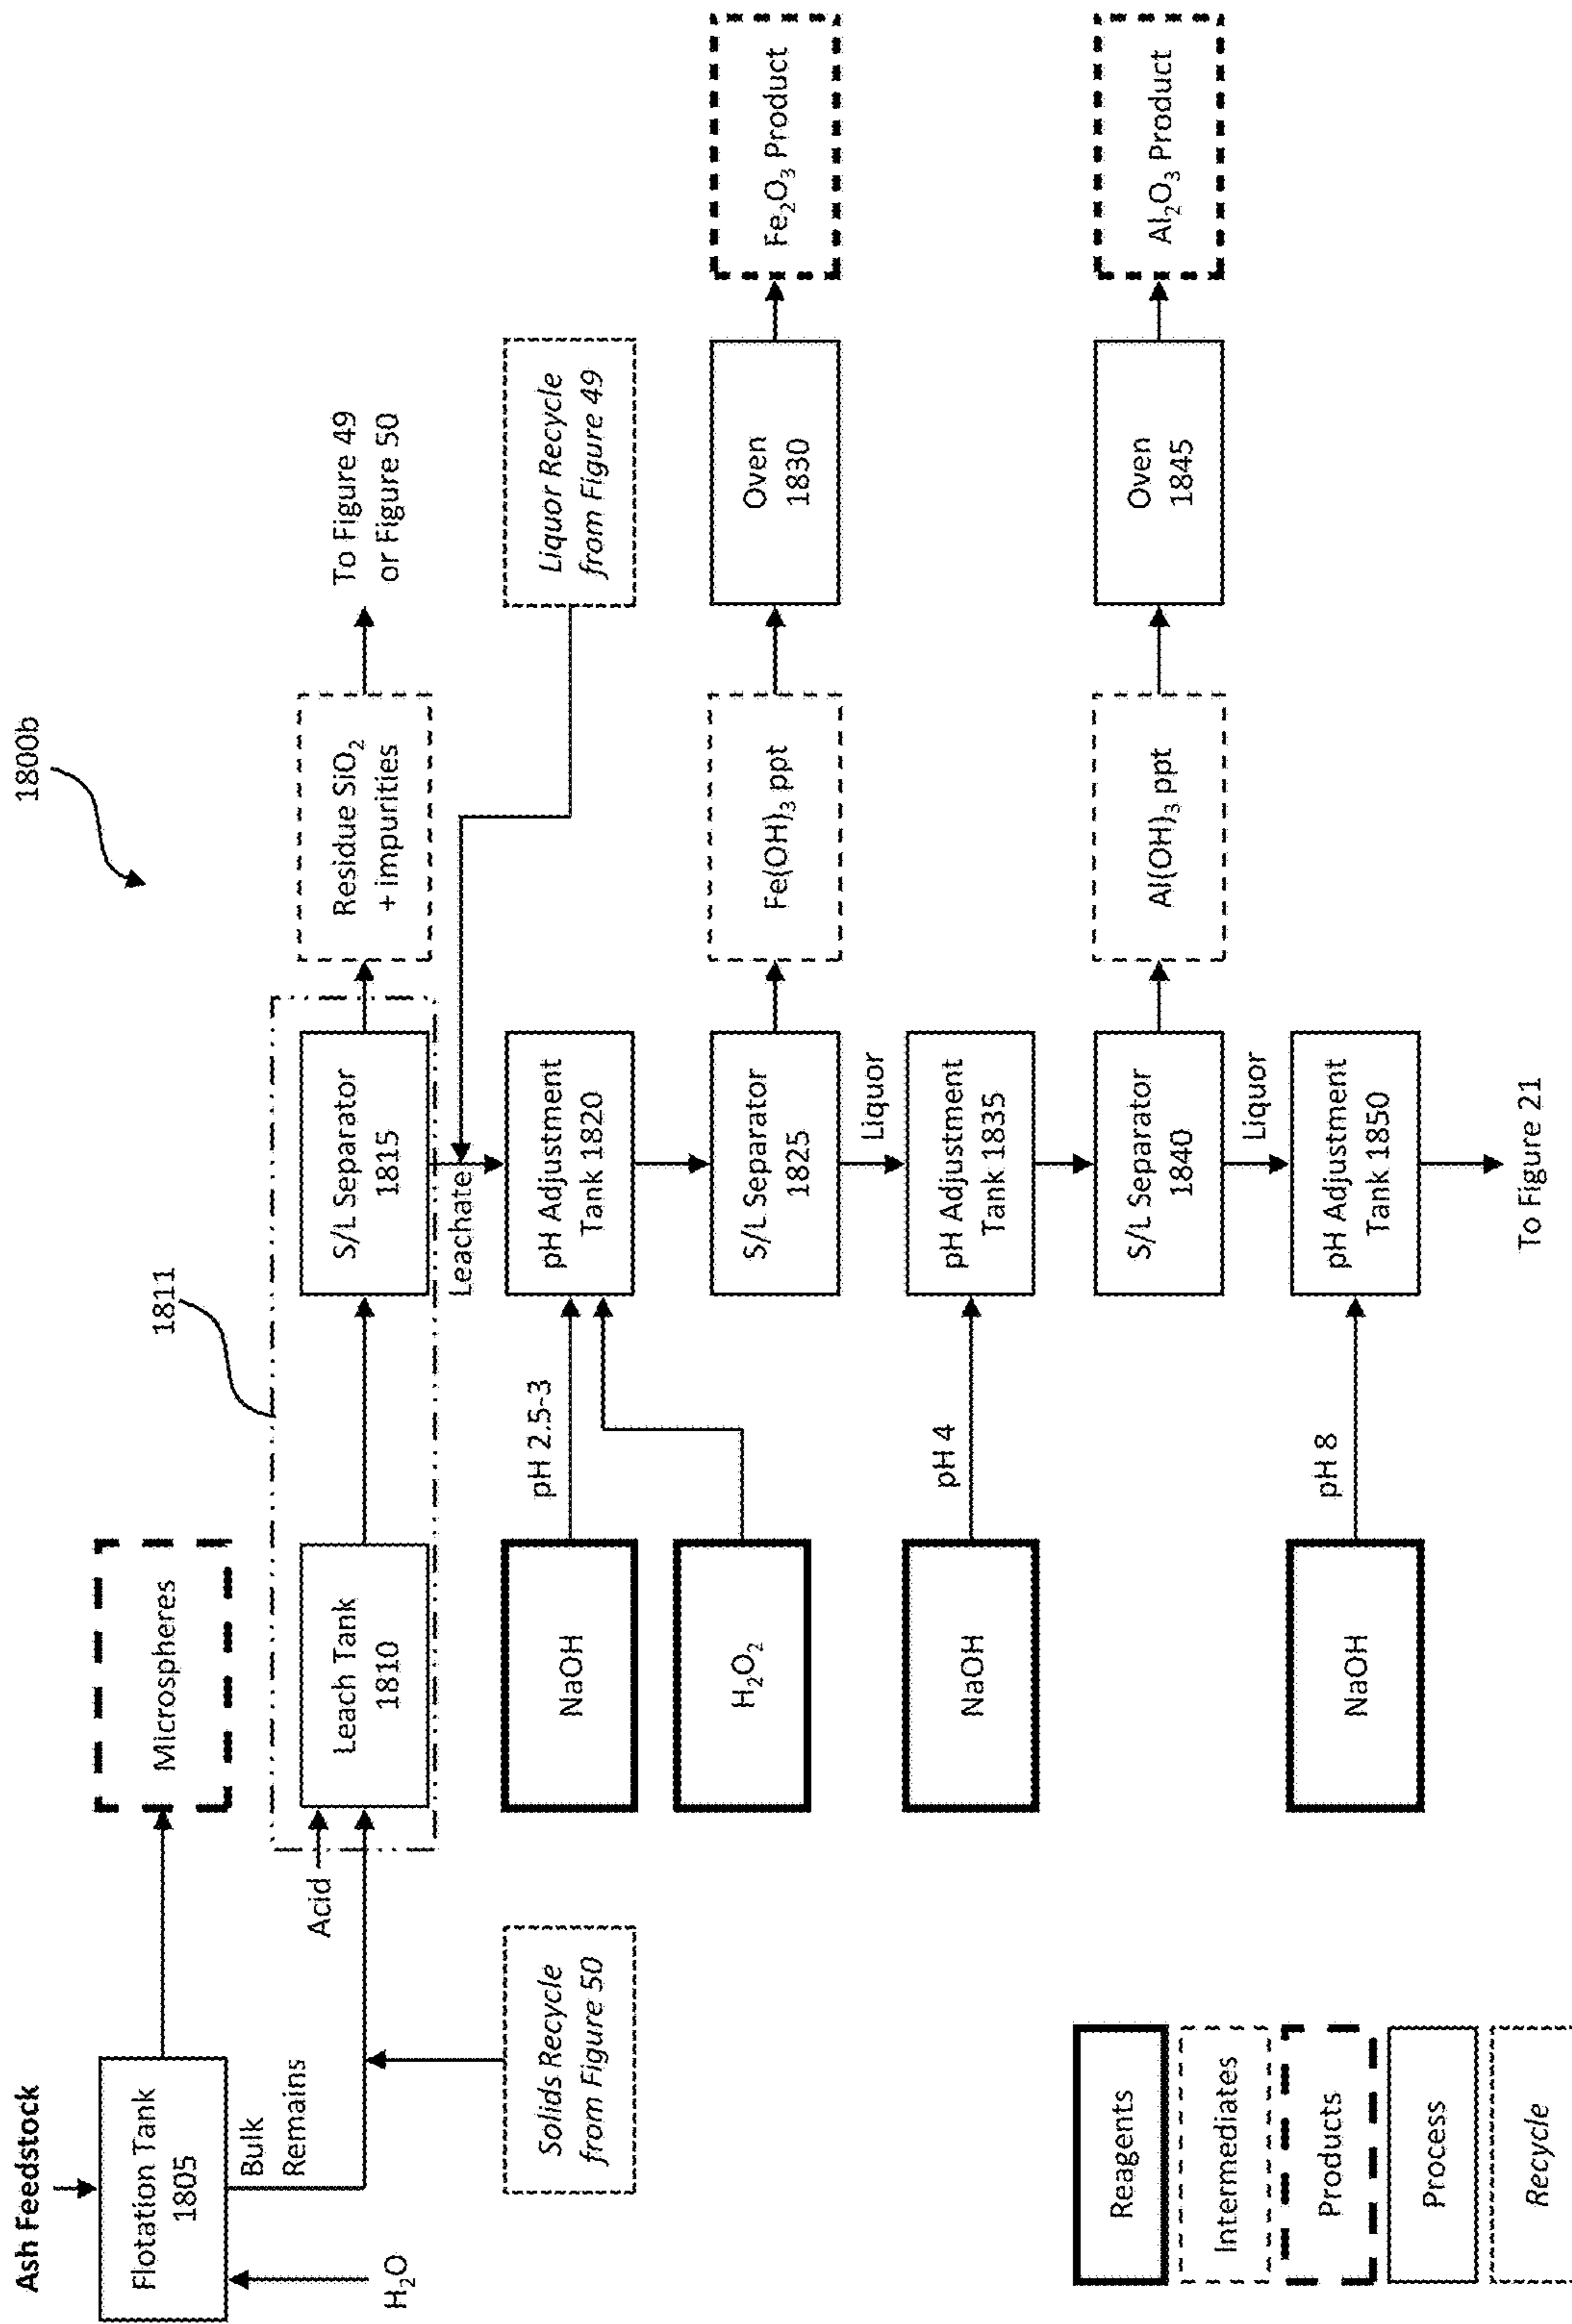 1800b
Ash Feedstock
Flotation Tank
1805
H₂O
Bulk
Remains
Microspheres
1811
Acid
Leach Tank
1810
S/L Separator
1815
Residue SiO₂
+ impurities
To Figure 49
or Figure 50
Solids Recycle
from Figure 50
Leachate
Liquor Recycle
from Figure 49
NaOH
pH 2.5-3
pH Adjustment
Tank 1820
H₂O₂
S/L Separator
1825
Fe(OH)₃ ppt
Oven
1830
Fe₂O₃ Product
Liquor
NaOH
pH 4
pH Adjustment
Tank 1835
S/L Separator
1840
Al(OH)₃ ppt
Oven
1845
Al₂O₃ Product
Liquor
NaOH
pH 8
pH Adjustment
Tank 1850
To Figure 21
Reagents
Intermediates
Products
Process
Recycle